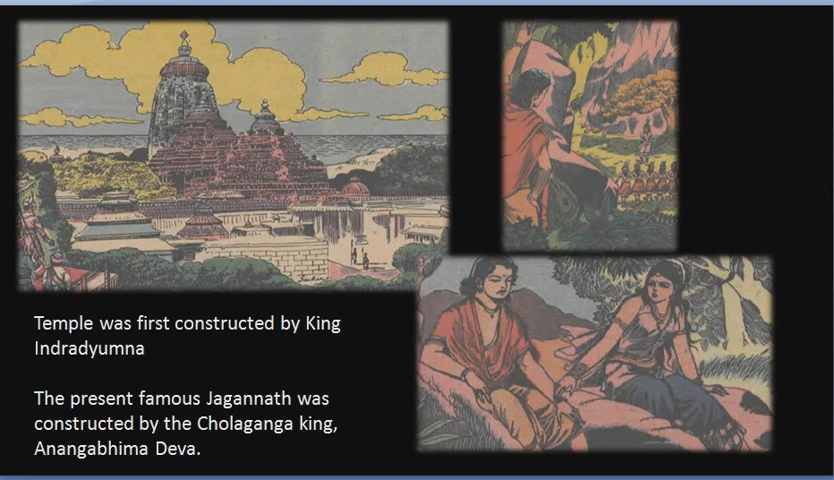 Temple was first constructed by King
Indradyumna
The present famous Jagannath was
constructed by the Cholaganga king,
Anangabhima Deva.